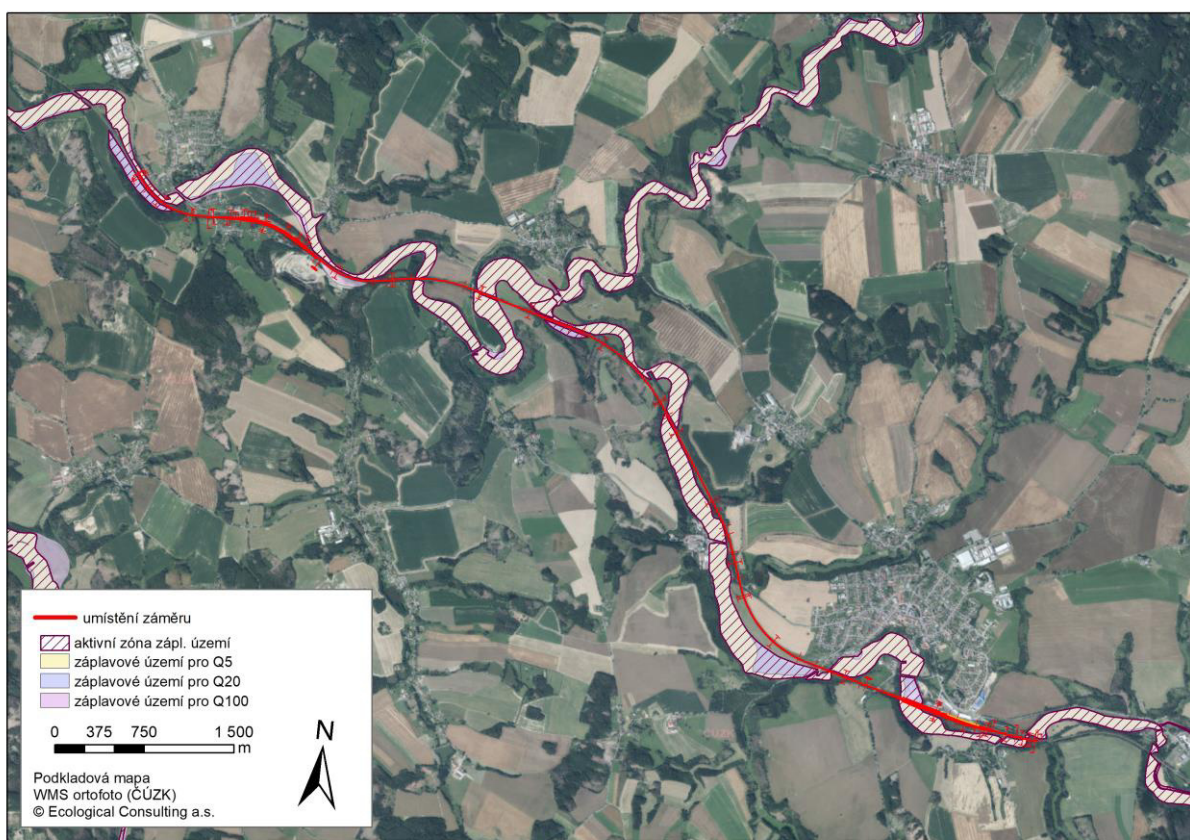 umístění záměru
aktivní zóna zápl. území
záplavové území pro Q5
záplavové území pro Q20
záplavové území pro Q100
0 375 750 1 500
m
N
Podkladová mapa
WMS ortofoto (ČÚZK)
© Ecological Consulting a.s.
ČÚZK